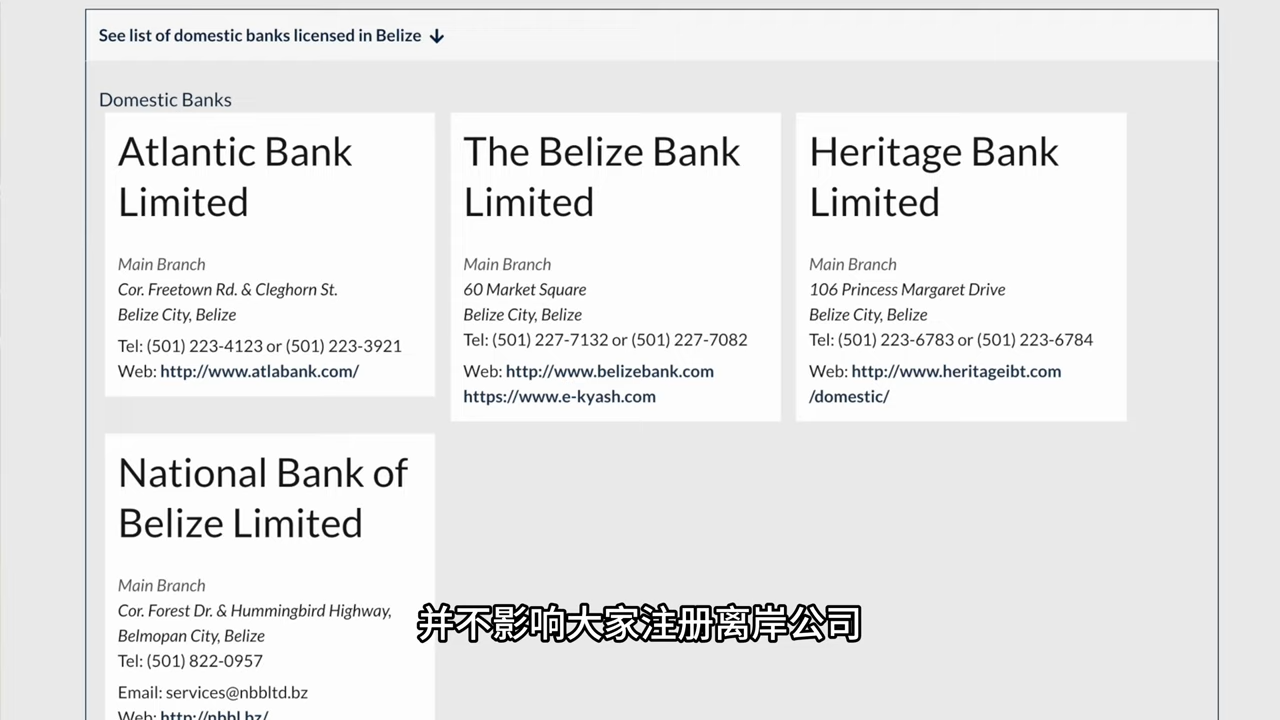 See list of domestic banks licensed in Belize ↓
Domestic Banks
Atlantic Bank
Limited
Main Branch
Cor. Freetown Rd. & Cleghorn St.
Belize City, Belize
Tel: (501) 223-4123 or (501) 223-3921
Web: http://www.atlabank.com/
The Belize Bank
Limited
Main Branch
60 Market Square
Belize City, Belize
Tel: (501) 227-7132 or (501) 227-7082
Web: http://www.belizebank.com
https://www.e-kyash.com
Heritage Bank
Limited
Main Branch
106 Princess Margaret Drive
Belize City, Belize
Tel: (501) 223-6783 or (501) 223-6784
Web: http://www.heritageibt.com
/domestic/
National Bank of
Belize Limited
Main Branch
Cor. Forest Dr. & Hummingbird Highway,
Belmopan City, Belize
Tel: (501) 822-0957
Email: services@nbbltd.bz
Web: http://nbbl.bz/
并不影响大家注册离岸公司